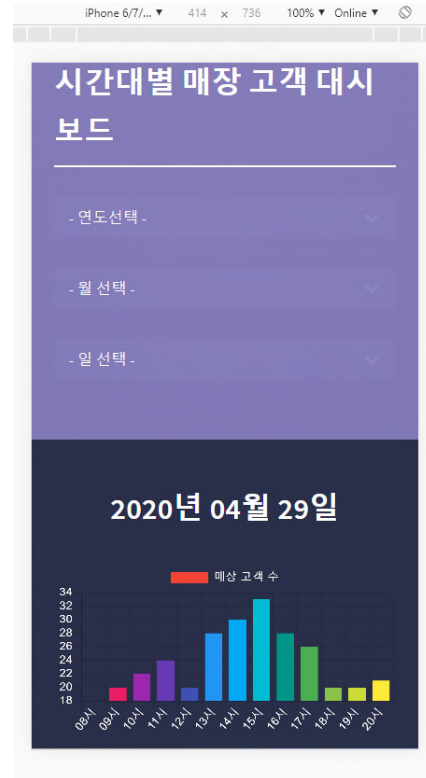 iPhone 6/7/... ▼ 414 x 736 100% ▼ Online ▼
시간대별 매장 고객 대시
보드
- 연도선택 -
- 월 선택 -
- 일 선택 -
2020년 04월 29일
매상 고객 수
34
32
30
28
26
24
22
20
18
08시 09시 10시 11시 12시 13시 14시 15시 16시 17시 18시 19시 20시